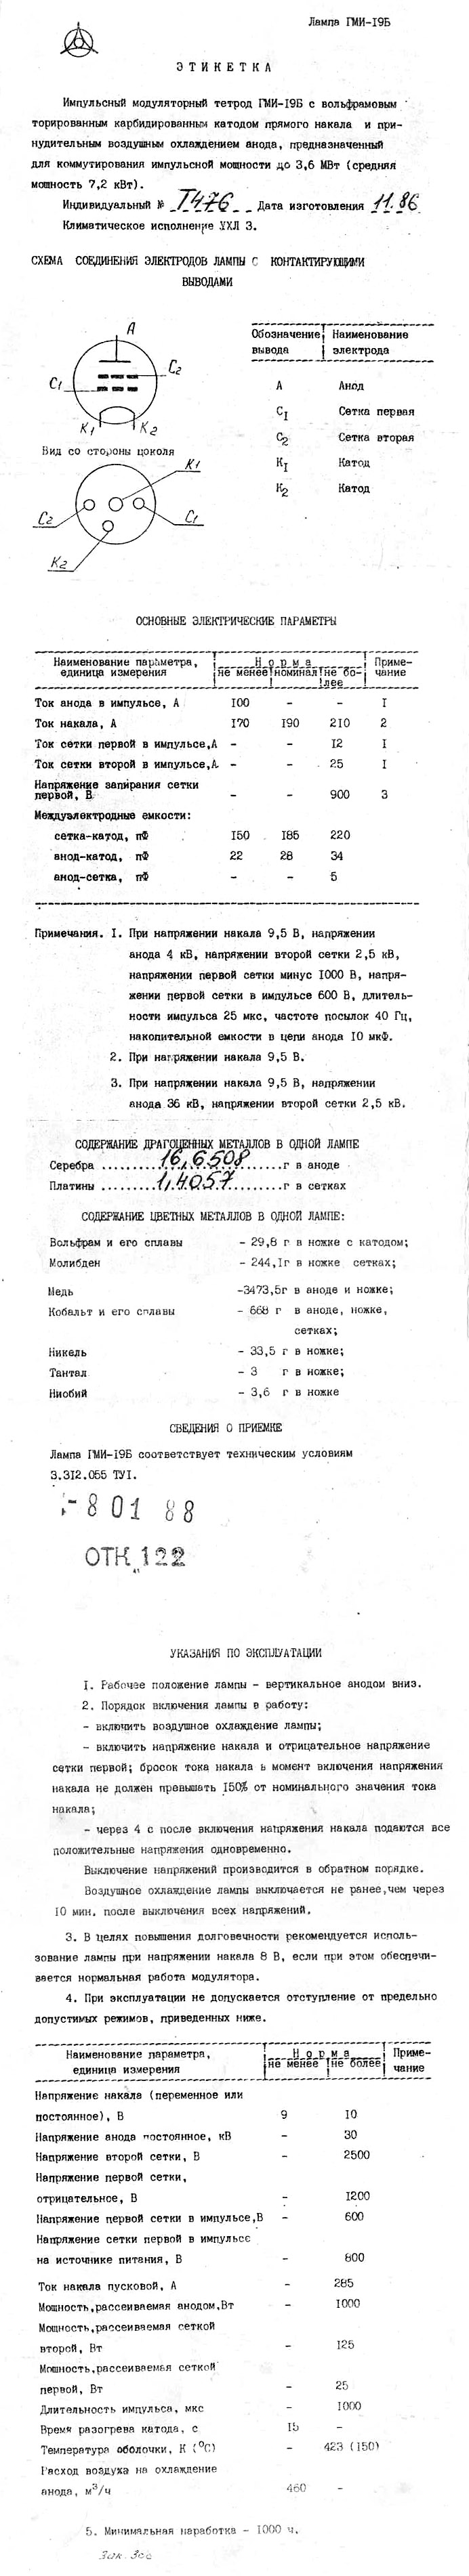 Лампа ГМИ-19Б
ЭТИКЕТКА
Импульсный модуляторный тетрод ГМИ-19Б с вольфрамовым
торированным карбидированным катодом прямого накала и при-
нудительным воздушным охлаждением анода, предназначенный
для коммутирования импульсной мощности до 3,6 МВт (средняя
мощность 7,2 кВт).
Индивидуальный № Т476 Дата изготовления 11.86
Климатическое исполнение УХЛ 3.
СХЕМА СОЕДИНЕНИЯ ЭЛЕКТРОДОВ ЛАМПЫ С КОНТАКТИРУЮЩИМИ
ВЫВОДАМИ
А
С2
С1
К1 К2
Вид со стороны цоколя
К1
С2 С1
К2
Обозначение Наименование
вывода электрода
А Анод
С1 Сетка первая
С2 Сетка вторая
К1 Катод
К2 Катод
ОСНОВНЫЕ ЭЛЕКТРИЧЕСКИЕ ПАРАМЕТРЫ
Наименование параметра, Норма Приме-
единица измерения не менее номинал не бо- чание
лее
Ток анода в импульсе, А 100 - - 1
Ток накала, А 170 190 210 2
Ток сетки первой в импульсе,А - - 12 1
Ток сетки второй в импульсе,А - - 25 1
Напряжение запирания сетки
первой, В - - 900 3
Междуэлектродные емкости:
сетка-катод, пФ 150 185 220
анод-катод, пФ 22 28 34
анод-сетка, пФ - - 5
Примечания. 1. При напряжении накала 9,5 В, напряжении
анода 4 кВ, напряжении второй сетки 2,5 кВ,
напряжении первой сетки минус 1000 В, напря-
жении первой сетки в импульсе 600 В, длитель-
ности импульса 25 мкс, частоте посылок 40 Гц,
накопительной емкости в цепи анода 10 мкФ.
2. При напряжении накала 9,5 В.
3. При напряжении накала 9,5 В, напряжении
анода 36 кВ, напряжении второй сетки 2,5 кВ.
СОДЕРЖАНИЕ ДРАГОЦЕННЫХ МЕТАЛЛОВ В ОДНОЙ ЛАМПЕ
Серебра ......16,6508......г в аноде
Платины ......1,4057......г в сетках
СОДЕРЖАНИЕ ЦВЕТНЫХ МЕТАЛЛОВ В ОДНОЙ ЛАМПЕ:
Вольфрам и его сплавы - 29,8 г в ножке с катодом;
Молибден - 244,1г в ножке сетках;
Медь -3473,5г в аноде и ножке;
Кобальт и его сплавы - 668 г в аноде, ножке,
сетках;
Никель - 33,5 г в ножке;
Тантал - 3 г в ножке;
Ниобий - 3,6 г в ножке
СВЕДЕНИЯ О ПРИЕМКЕ
Лампа ГМИ-19Б соответствует техническим условиям
3.312.055 ТУ1.
-8 01 88
ОТК 122
УКАЗАНИЯ ПО ЭКСПЛУАТАЦИИ
1. Рабочее положение лампы - вертикальное анодом вниз.
2. Порядок включения лампы в работу:
- включить воздушное охлаждение лампы;
- включить напряжение накала и отрицательное напряжение
сетки первой; бросок тока накала в момент включения напряжения
накала не должен превышать 150% от номинального значения тока
накала;
- через 4 с после включения напряжения накала подаются все
положительные напряжения одновременно.
Выключение напряжений производится в обратном порядке.
Воздушное охлаждение лампы выключается не ранее,чем через
10 мин. после выключения всех напряжений.
3. В целях повышения долговечности рекомендуется исполь-
зование лампы при напряжении накала 8 В, если при этом обеспечи-
вается нормальная работа модулятора.
4. При эксплуатации не допускается отступление от предельно
допустимых режимов, приведенных ниже.
Наименование параметра, Норма Приме-
единица измерения не менее не более чание
Напряжение накала (переменное или
постоянное), В 9 10
Напряжение анода постоянное, кВ - 30
Напряжение второй сетки, В - 2500
Напряжение первой сетки,
отрицательное, В - 1200
Напряжение первой сетки в импульсе,В - 600
Напряжение сетки первой в импульсе
на источнике питания, В - 800
Ток накала пусковой, А - 285
Мощность,рассеиваемая анодом,Вт - 1000
Мощность,рассеиваемая сеткой
второй, Вт - 125
Мощность,рассеиваемая сеткой
первой, Вт - 25
Длительность импульса, мкс - 1000
Время разогрева катода, с 15 -
Температура оболочки, К (°С) - 423 (150)
Расход воздуха на охлаждение
анода, м³/ч 460 -
5. Минимальная наработка - 1000 ч.
Зак. 300